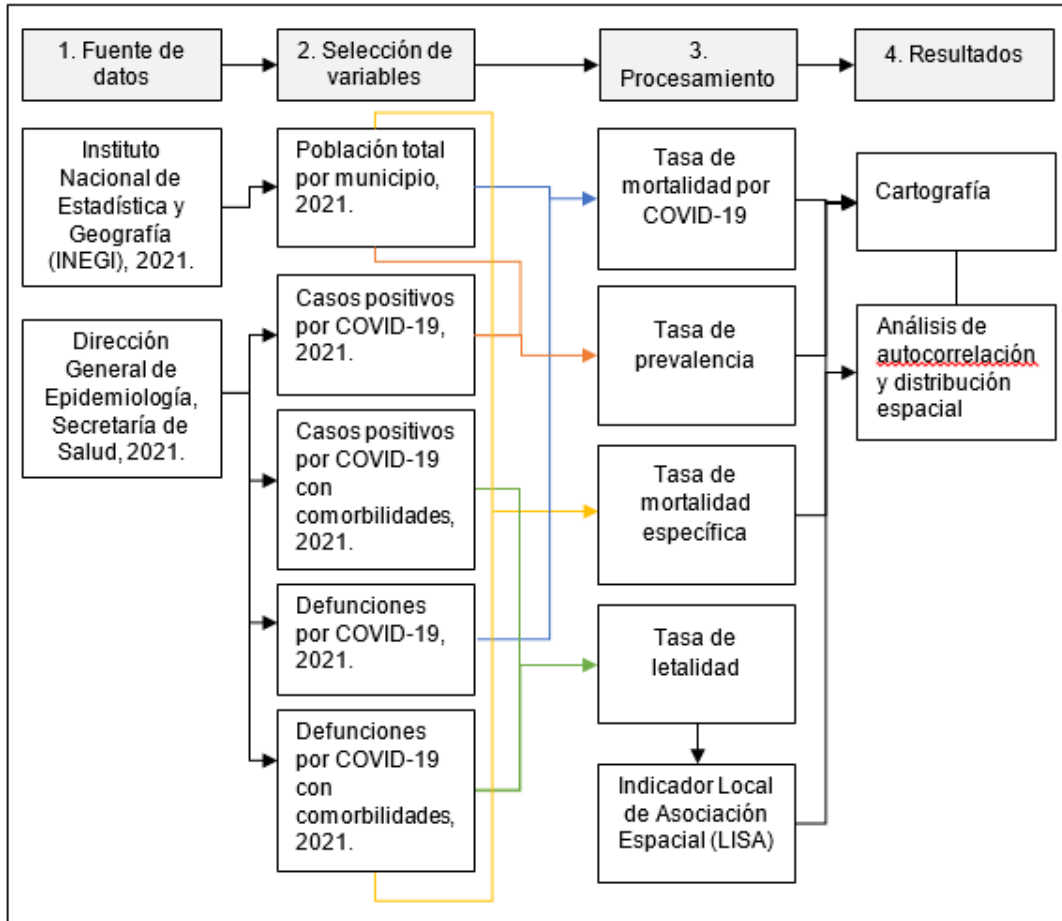 1. Fuente de
datos
2. Selección de
variables
3.
Procesamiento
4. Resultados
Instituto
Nacional de
Estadística y
Geografía
(INEGI), 2021.
Dirección
General de
Epidemiología,
Secretaría de
Salud, 2021.
Población total
por municipio,
2021.
Casos positivos
por COVID-19,
2021.
Casos positivos
por COVID-19
con
comorbilidades,
2021.
Defunciones
por COVID-19,
2021.
Defunciones
por COVID-19
con
comorbilidades,
2021.
Tasa de
mortalidad por
COVID-19
Tasa de
prevalencia
Tasa de
mortalidad
específica
Tasa de
letalidad
Indicador Local
de Asociación
Espacial (LISA)
Cartografía
Análisis de
autocorrelación
y distribución
espacial